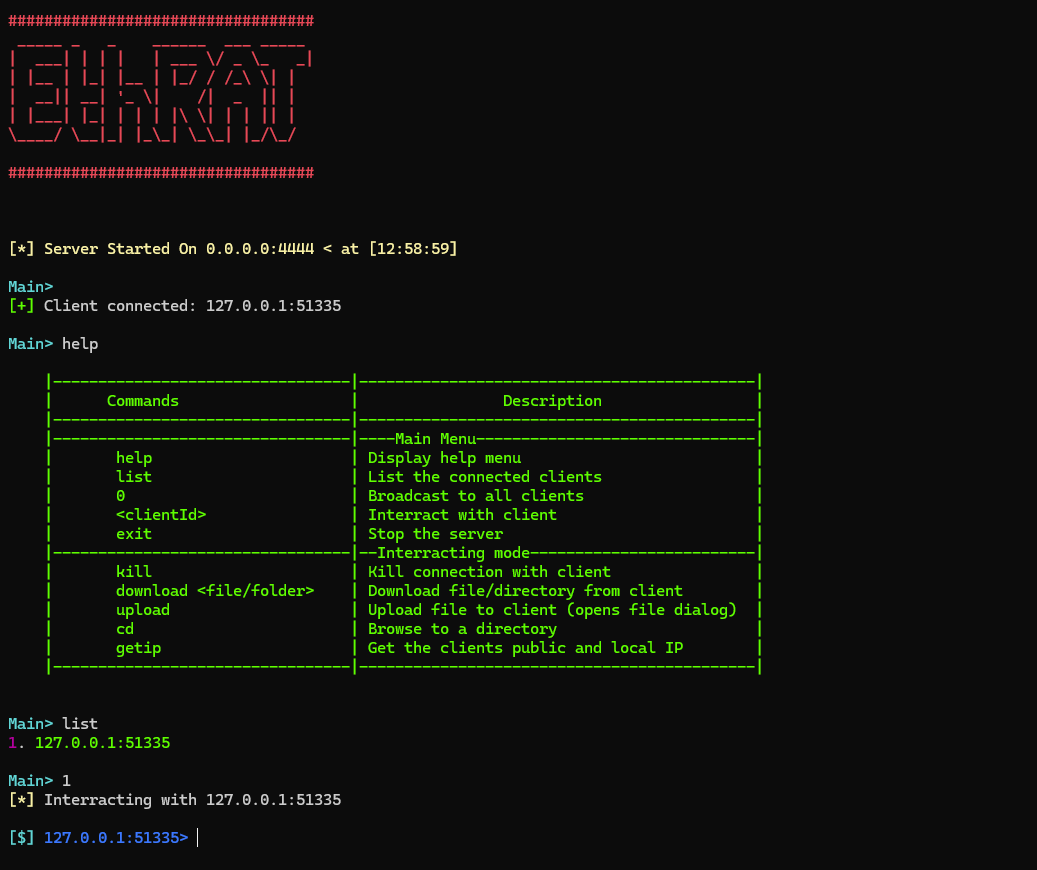 ##################################
EthRAT
##################################
[*] Server Started On 0.0.0.0:4444 < at [12:58:59]
Main>
[+] Client connected: 127.0.0.1:51335
Main> help
|---------------------------------|--------------------------------------------|
| Commands | Description |
|---------------------------------|--------------------------------------------|
|---------------------------------|----Main Menu-------------------------------|
| help | Display help menu |
| list | List the connected clients |
| 0 | Broadcast to all clients |
| <clientId> | Interract with client |
| exit | Stop the server |
|---------------------------------|--Interracting mode-------------------------|
| kill | Kill connection with client |
| download <file/folder> | Download file/directory from client |
| upload | Upload file to client (opens file dialog) |
| cd | Browse to a directory |
| getip | Get the clients public and local IP |
|---------------------------------|--------------------------------------------|
Main> list
1. 127.0.0.1:51335
Main> 1
[*] Interracting with 127.0.0.1:51335
[$] 127.0.0.1:51335>